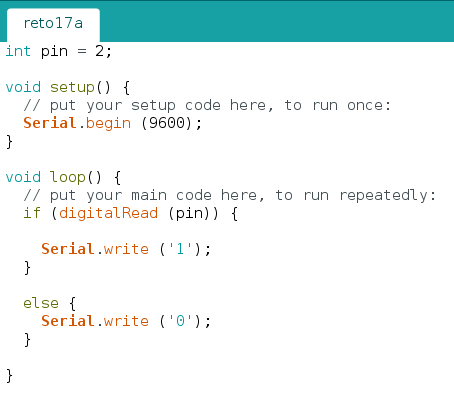 reto17a
int pin = 2;
void setup() {
  // put your setup code here, to run once:
  Serial.begin (9600);
}
void loop() {
  // put your main code here, to run repeatedly:
  if (digitalRead (pin)) {
    Serial.write ('1');
  }
  else {
    Serial.write ('0');
  }
}